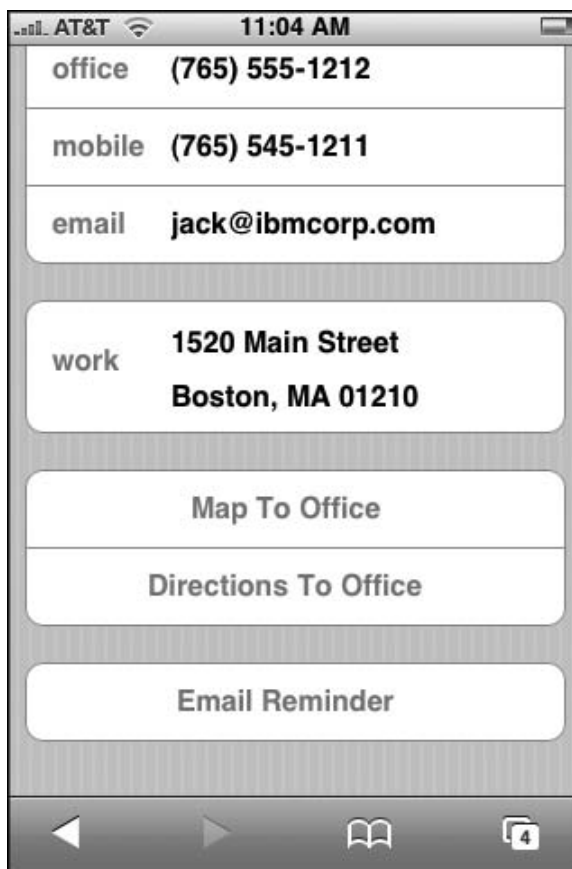 AT&T 11:04 AM
office (765) 555-1212
mobile (765) 545-1211
email jack@ibmcorp.com
work 1520 Main Street
Boston, MA 01210
Map To Office
Directions To Office
Email Reminder
4